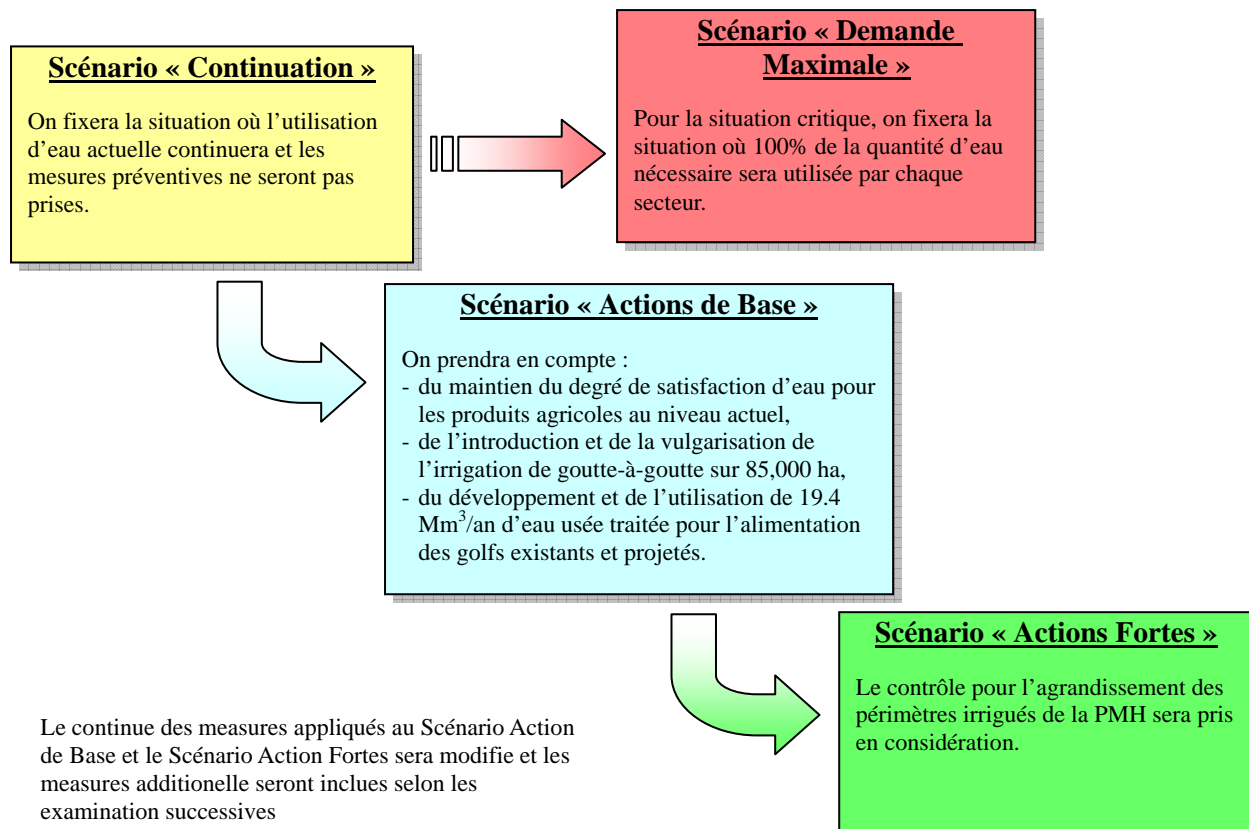 Scénario « Continuation »
On fixera la situation où l’utilisation
d’eau actuelle continuera et les
mesures préventives ne seront pas
prises.
Scénario « Demande
Maximale »
Pour la situation critique, on fixera la
situation où 100% de la quantité d’eau
nécessaire sera utilisée par chaque
secteur.
Scénario « Actions de Base »
On prendra en compte :
- du maintien du degré de satisfaction d’eau pour
les produits agricoles au niveau actuel,
- de l’introduction et de la vulgarisation de
l’irrigation de goutte-à-goutte sur 85,000 ha,
- du développement et de l’utilisation de 19.4
Mm³/an d’eau usée traitée pour l’alimentation
des golfs existants et projetés.
Scénario « Actions Fortes »
Le contrôle pour l’agrandissement des
périmètres irrigués de la PMH sera pris
en considération.
Le continue des measures appliqués au Scénario Action
de Base et le Scénario Action Fortes sera modifie et les
measures additionelle seront inclues selon les
examination successives